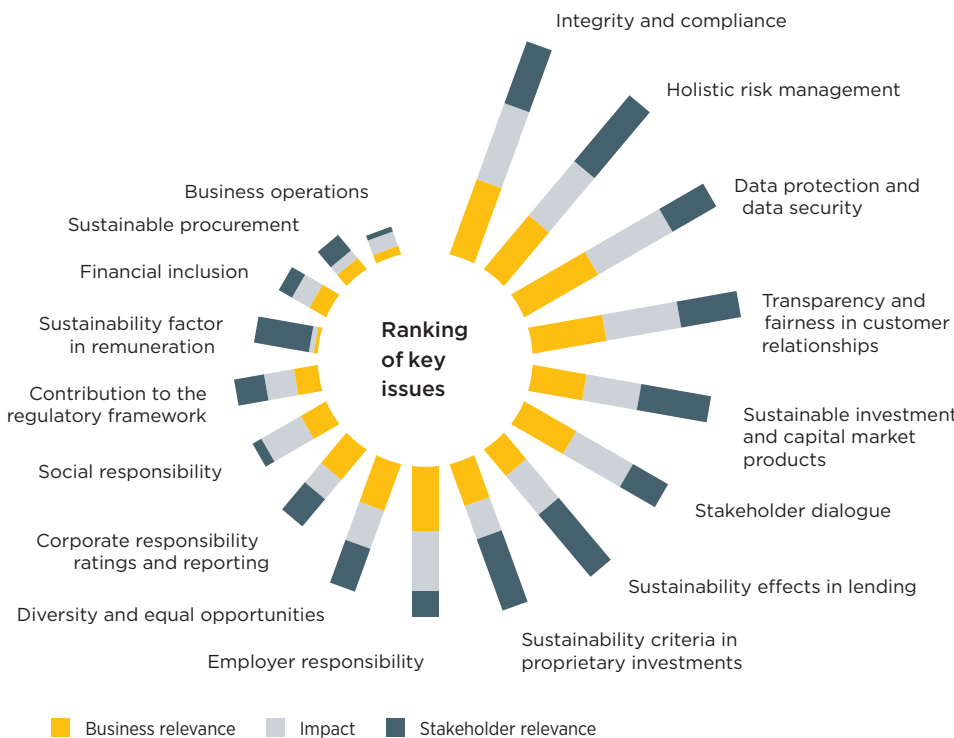 Integrity and compliance
Holistic risk management
Data protection and
data security
Transparency and
fairness in customer
relationships
Sustainable investment
and capital market
products
Stakeholder dialogue
Sustainability effects in lending
Sustainability criteria in
proprietary investments
Employer responsibility
Diversity and equal opportunities
Corporate responsibility
ratings and reporting
Social responsibility
Contribution to the
regulatory framework
Sustainability factor
in remuneration
Financial inclusion
Sustainable procurement
Business operations
Ranking
of key
issues
Business relevance
Impact
Stakeholder relevance